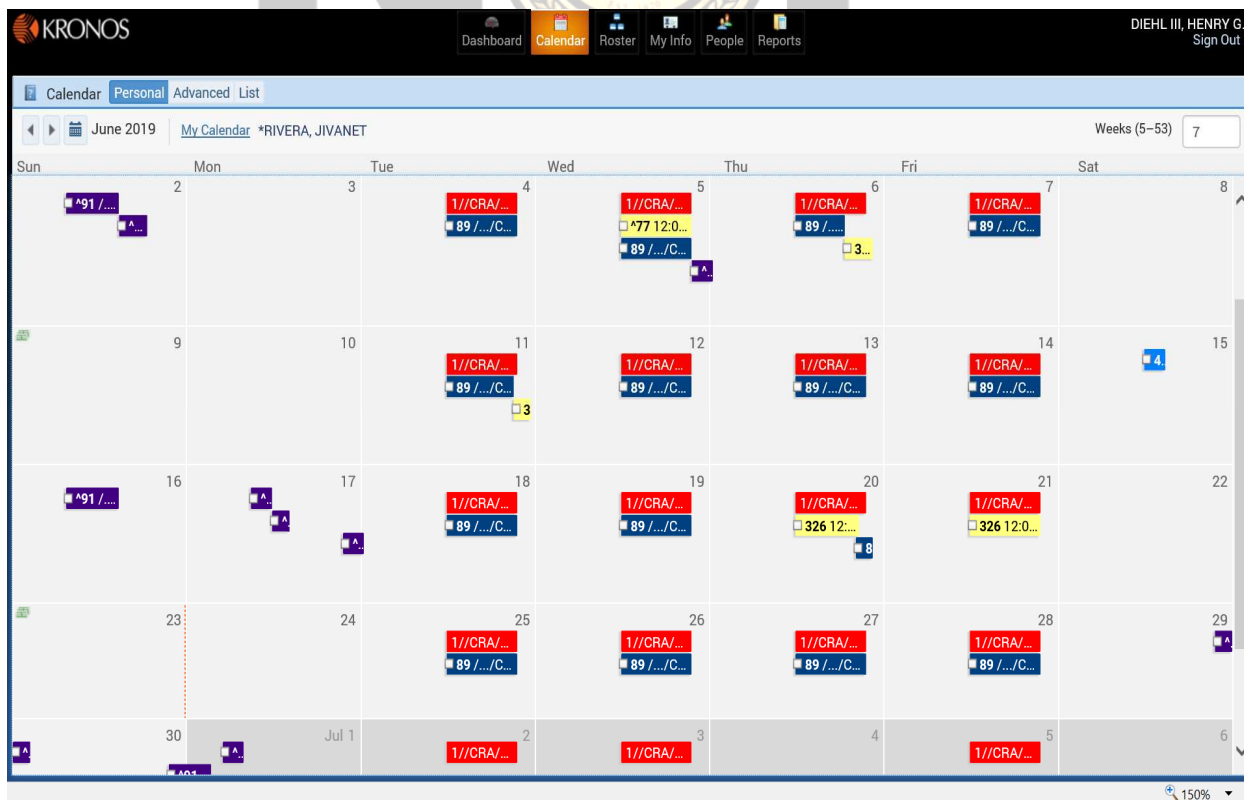 KRONOS
Dashboard Calendar Roster My Info People Reports
DIEHL III, HENRY G.
Sign Out
Calendar Personal Advanced List
June 2019 My Calendar *RIVERA, JIVANET Weeks (5–53) 7
Sun Mon Tue Wed Thu Fri Sat
2 3 4 5 6 7 8
^91 /.... 1//CRA/... 1//CRA/... 1//CRA/... 1//CRA/...
^... 89 /.../C... ^77 12:0... 89 /..... 89 /.../C...
89 /.../C... 3...
^..
9 10 11 12 13 14 15
1//CRA/... 1//CRA/... 1//CRA/... 1//CRA/... 4.
89 /.../C... 89 /.../C... 89 /.../C... 89 /.../C...
3
16 17 18 19 20 21 22
^91 /.... ^.. 1//CRA/... 1//CRA/... 1//CRA/... 1//CRA/...
^ 89 /.../C... 89 /.../C... 326 12:... 326 12:0...
^.. 8
23 24 25 26 27 28 29
1//CRA/... 1//CRA/... 1//CRA/... 1//CRA/... ^
89 /.../C... 89 /.../C... 89 /.../C... 89 /.../C...
30 Jul 1 2 3 4 5 6
^ ^.. 1//CRA/... 1//CRA/... 1//CRA/...
150%